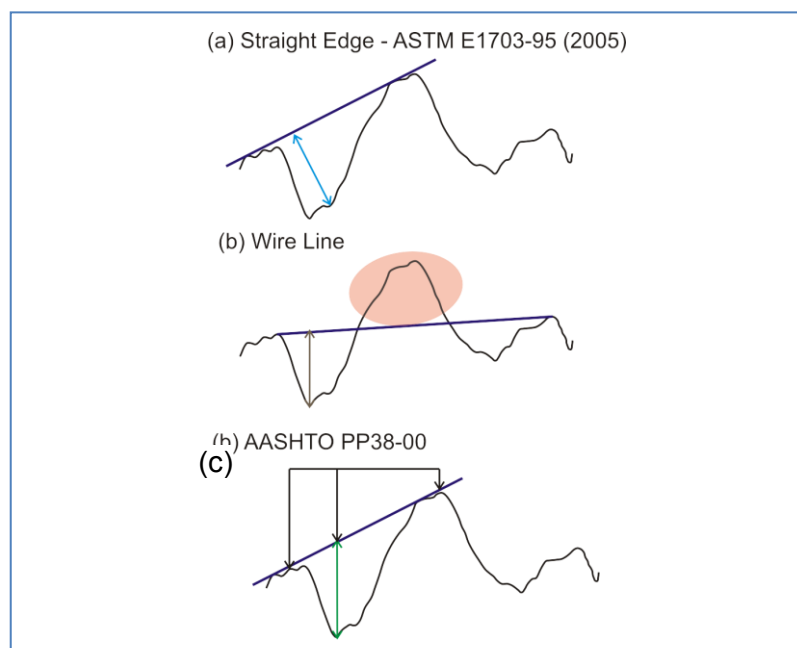 (a) Straight Edge - ASTM E1703-95 (2005)
(b) Wire Line
(b) AASHTO PP38-00
(c)